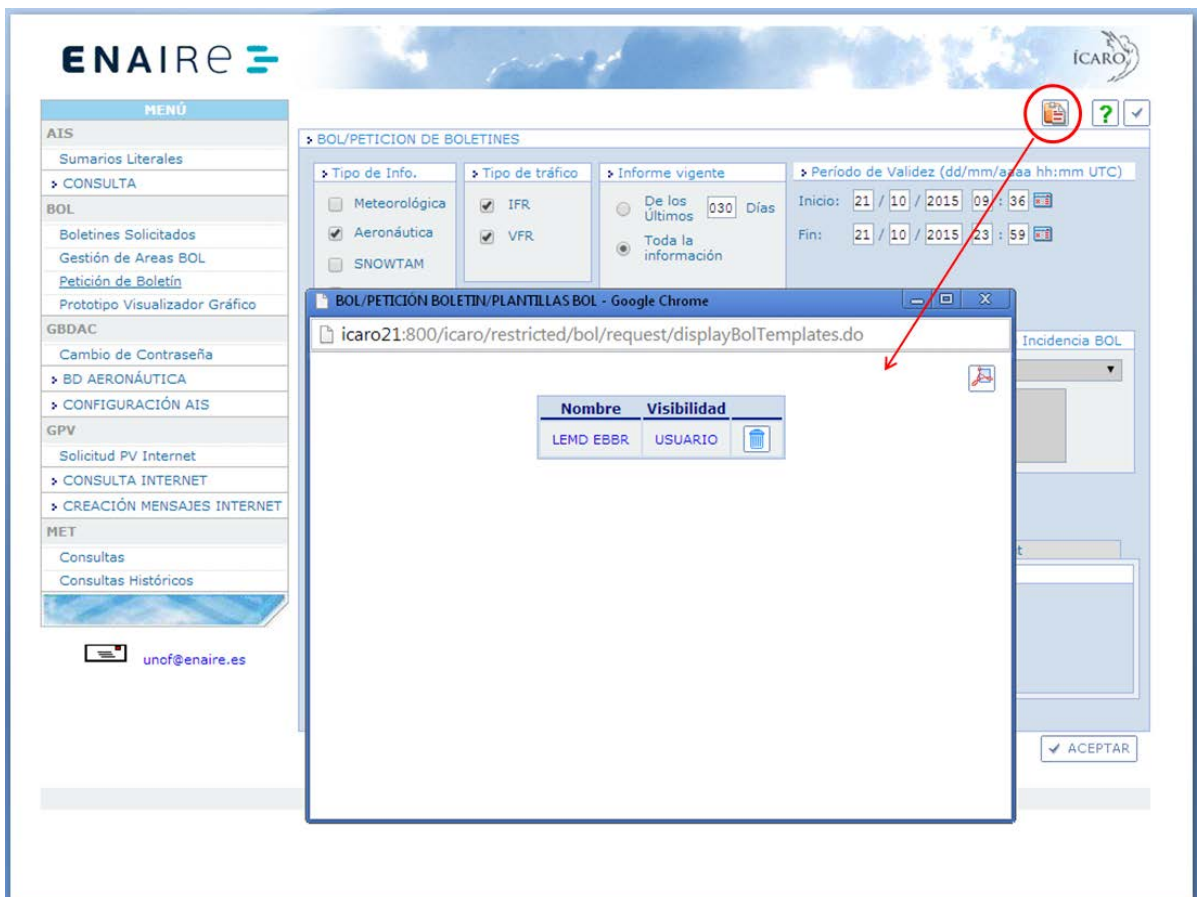 ENAIRe
ÍCARO
MENÚ
AIS
Sumarios Literales
CONSULTA
BOL
Boletines Solicitados
Gestión de Areas BOL
Petición de Boletín
Prototipo Visualizador Gráfico
GBDAC
Cambio de Contraseña
BD AERONÁUTICA
CONFIGURACIÓN AIS
GPV
Solicitud PV Internet
CONSULTA INTERNET
CREACIÓN MENSAJES INTERNET
MET
Consultas
Consultas Históricos
unof@enaire.es
?
BOL/PETICION DE BOLETINES
Tipo de Info.
Meteorológica
Aeronáutica
SNOWTAM
Tipo de tráfico
IFR
VFR
Informe vigente
De los Últimos 030 Días
Toda la información
Período de Validez (dd/mm/aaaa hh:mm UTC)
Inicio: 21 / 10 / 2015 09 : 36
Fin: 21 / 10 / 2015 23 : 59
Incidencia BOL
BOL/PETICIÓN BOLETIN/PLANTILLAS BOL - Google Chrome
icaro21:800/icaro/restricted/bol/request/displayBolTemplates.do
Nombre Visibilidad
LEMD EBBR USUARIO
t
ACEPTAR